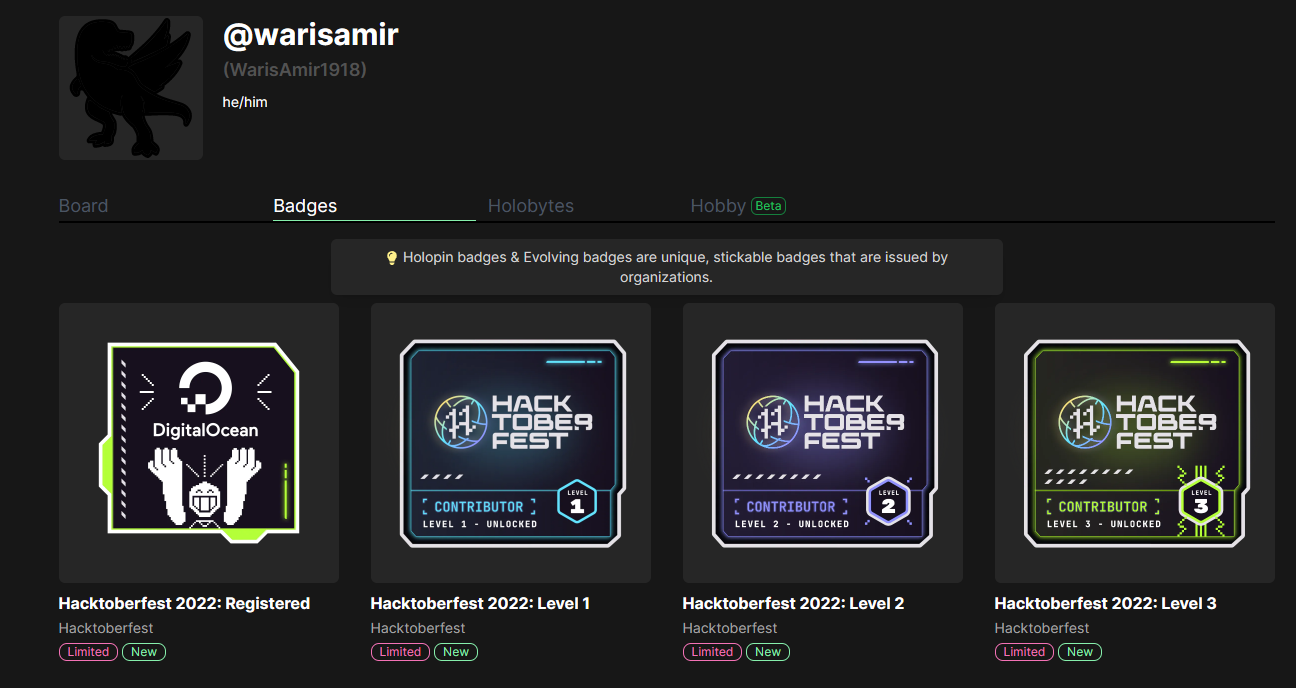 @warisamir
(WarisAmir1918)
he/him
Board Badges Holobytes Hobby Beta
Holopin badges & Evolving badges are unique, stickable badges that are issued by
organizations.
DigitalOcean
HACK
TOBER
FEST
CONTRIBUTOR
LEVEL 1 - UNLOCKED
LEVEL
1
HACK
TOBER
FEST
CONTRIBUTOR
LEVEL 2 - UNLOCKED
LEVEL
2
HACK
TOBER
FEST
CONTRIBUTOR
LEVEL 3 - UNLOCKED
LEVEL
3
Hacktoberfest 2022: Registered
Hacktoberfest
Limited New
Hacktoberfest 2022: Level 1
Hacktoberfest
Limited New
Hacktoberfest 2022: Level 2
Hacktoberfest
Limited New
Hacktoberfest 2022: Level 3
Hacktoberfest
Limited New